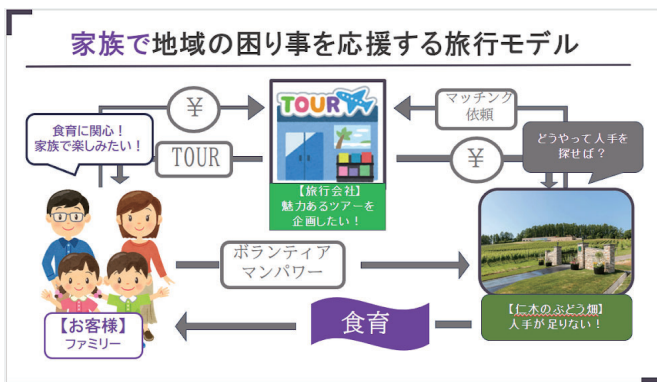 家族で地域の困り事を応援する旅行モデル
¥
TOUR
マッチング
依頼
食育に関心！
家族で楽しみたい！
TOUR
¥
どうやって人手を
探せば？
【旅行会社】
魅力あるツアーを
企画したい！
ボランティア
マンパワー
【お客様】
ファミリー
食育
【仁木のぶどう畑】
人手が足りない！